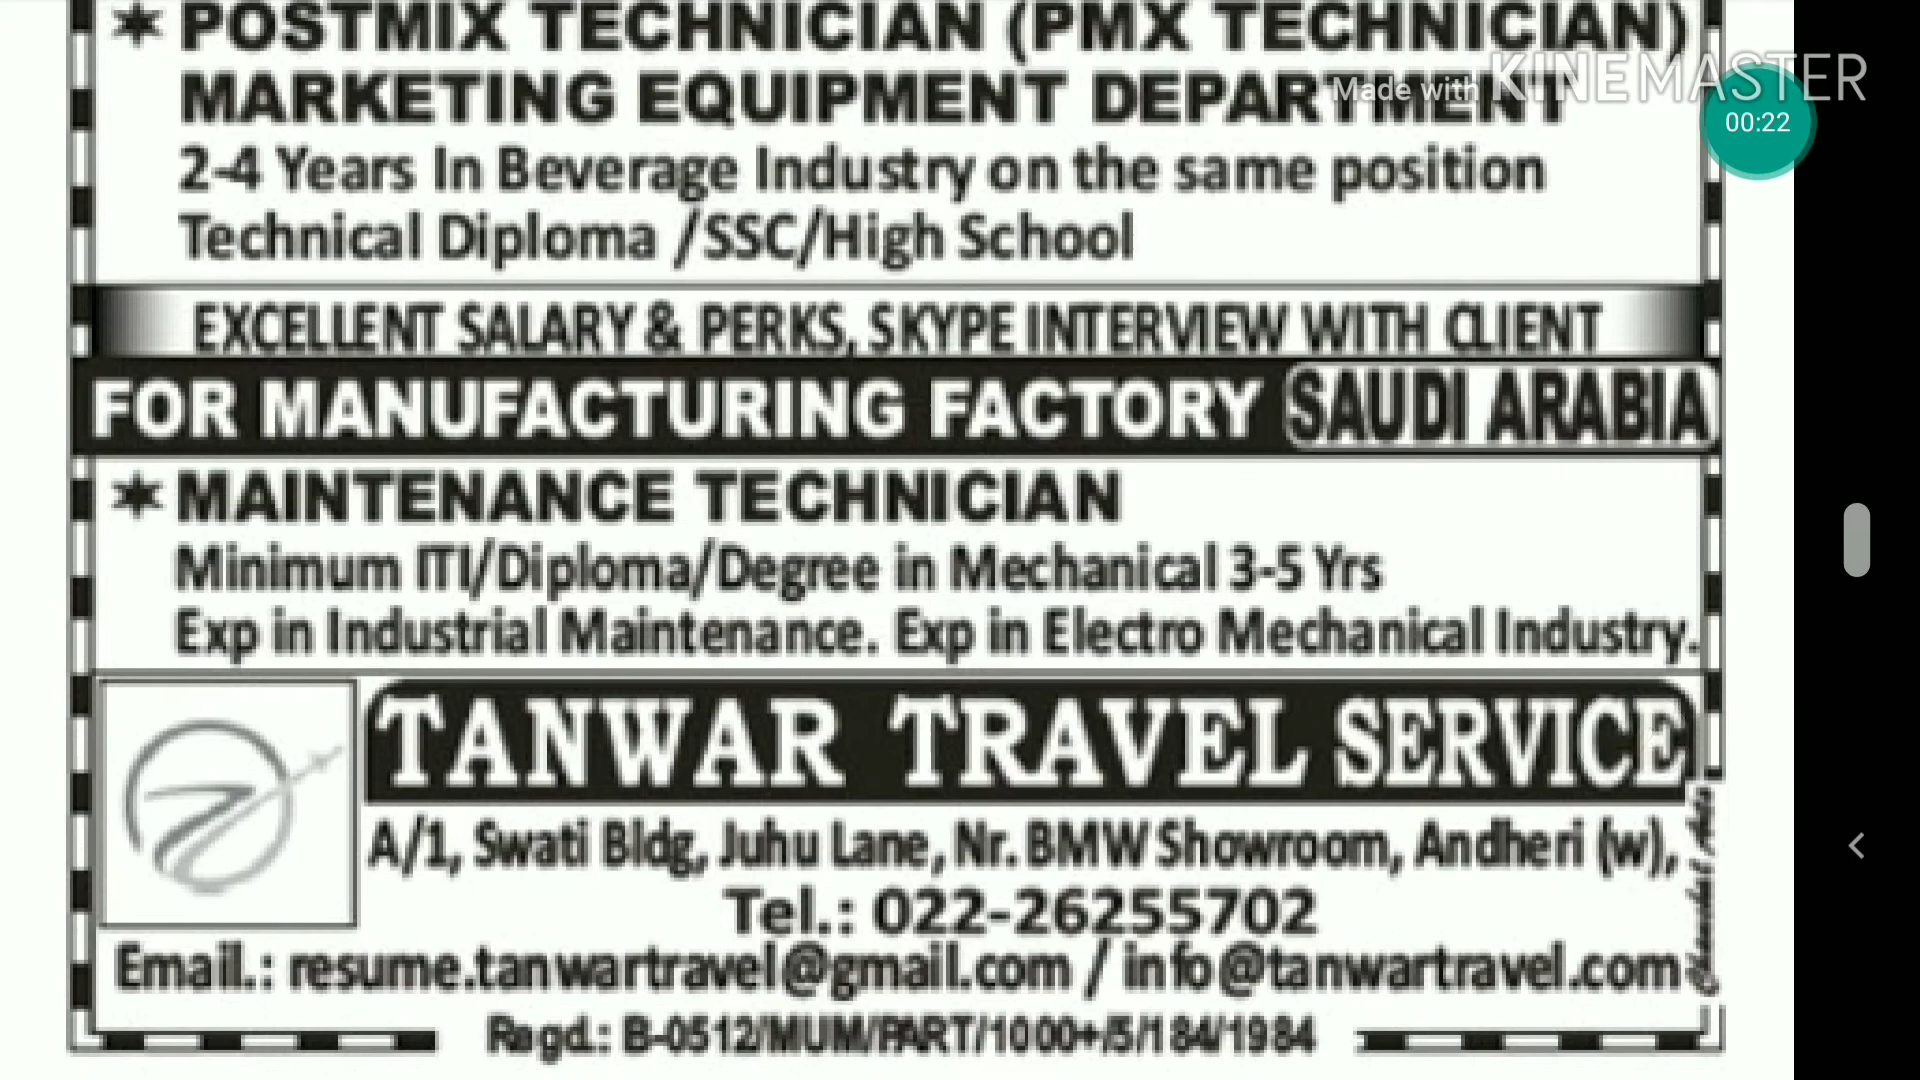 ✶ POSTMIX TECHNICIAN (PMX TECHNICIAN)
MARKETING EQUIPMENT DEPARTMENT
Made with KINEMASTER
00:22
2-4 Years In Beverage Industry on the same position
Technical Diploma /SSC/High School
EXCELLENT SALARY & PERKS, SKYPE INTERVIEW WITH CLIENT
FOR MANUFACTURING FACTORY SAUDI ARABIA
✶ MAINTENANCE TECHNICIAN
Minimum ITI/Diploma/Degree in Mechanical 3-5 Yrs
Exp in Industrial Maintenance. Exp in Electro Mechanical Industry.
TANWAR TRAVEL SERVICE
A/1, Swati Bldg, Juhu Lane, Nr. BMW Showroom, Andheri (w),
Tel.: 022-26255702
Email.: resume.tanwartravel@gmail.com / info@tanwartravel.com
Regd.: B-0512/MUM/PART/1000+/5/184/1984